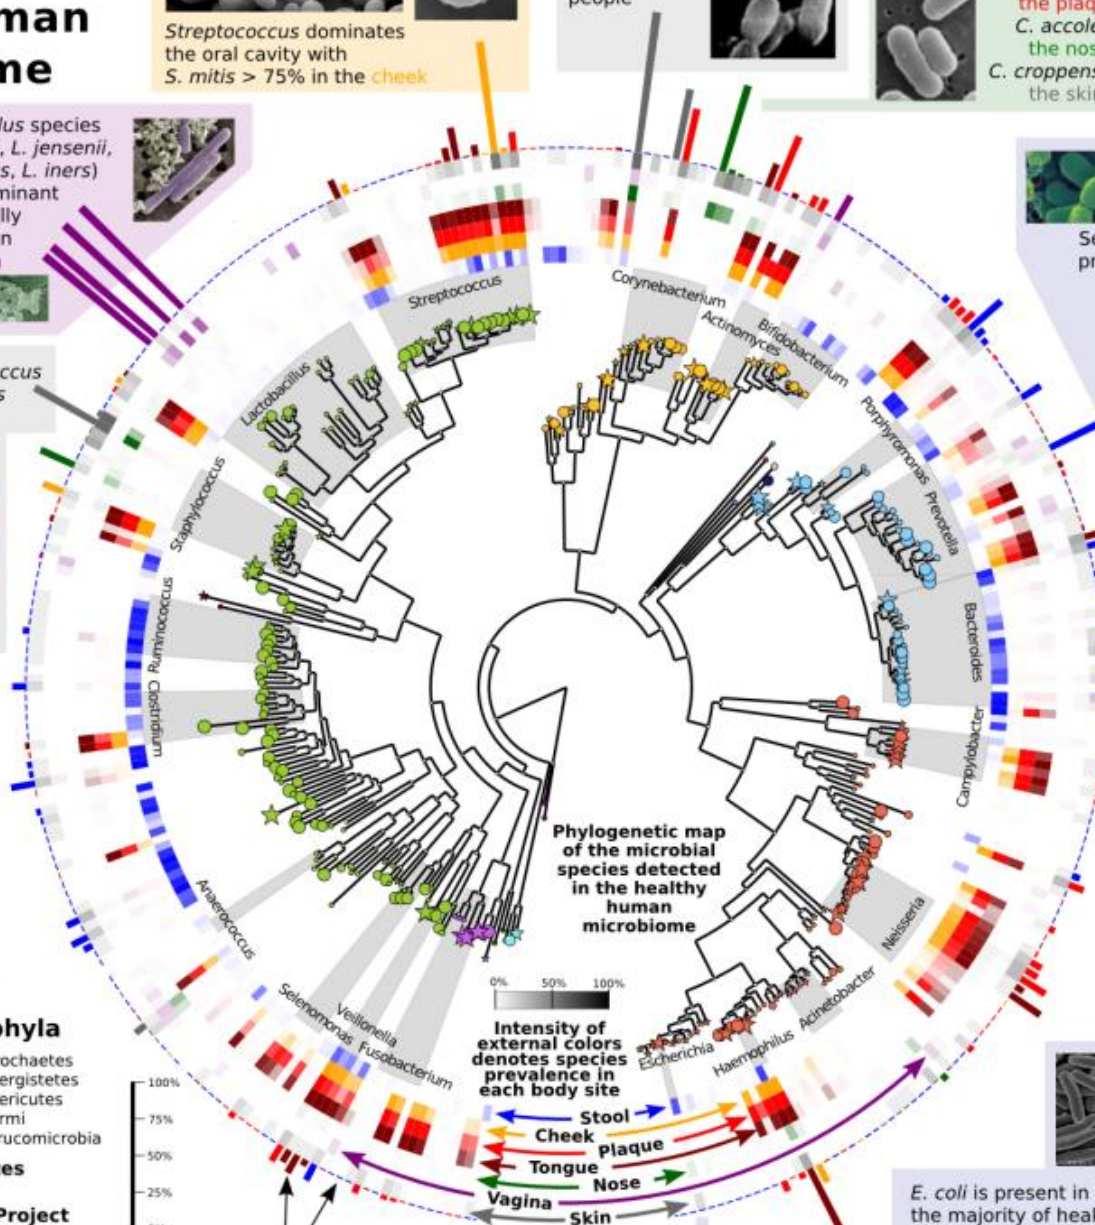 man
me
people
Streptococcus dominates
the oral cavity with
S. mitis > 75% in the cheek
the plaq
C. accole
the nos
C. croppens
the skin
lus species
, L. jensenii,
s, L. iners)
minant
lly
n
Se
pr
ccus
s
Streptococcus
Corynebacterium
Actinomyces
Bifidobacterium
Lactobacillus
Porphyromonas
Prevotella
Staphylococcus
Ruminococcus
Bacteroides
Clostridium
Campylobacter
Phylogenetic map
of the microbial
species detected
in the healthy
human
microbiome
Anaerococcus
Neisseria
Selenomonas
Veillonella
Fusobacterium
0% 50% 100%
Intensity of
external colors
denotes species
prevalence in
each body site
Acinetobacter
Haemophilus
Escherichia
phyla
ochaetes
ergistetes
ericutes
rmi
rucomicrobia
tes
Project
100%
75%
50%
25%
Stool
Cheek
Plaque
Tongue
Nose
Vagina
Skin
E. coli is present in
the majority of heal